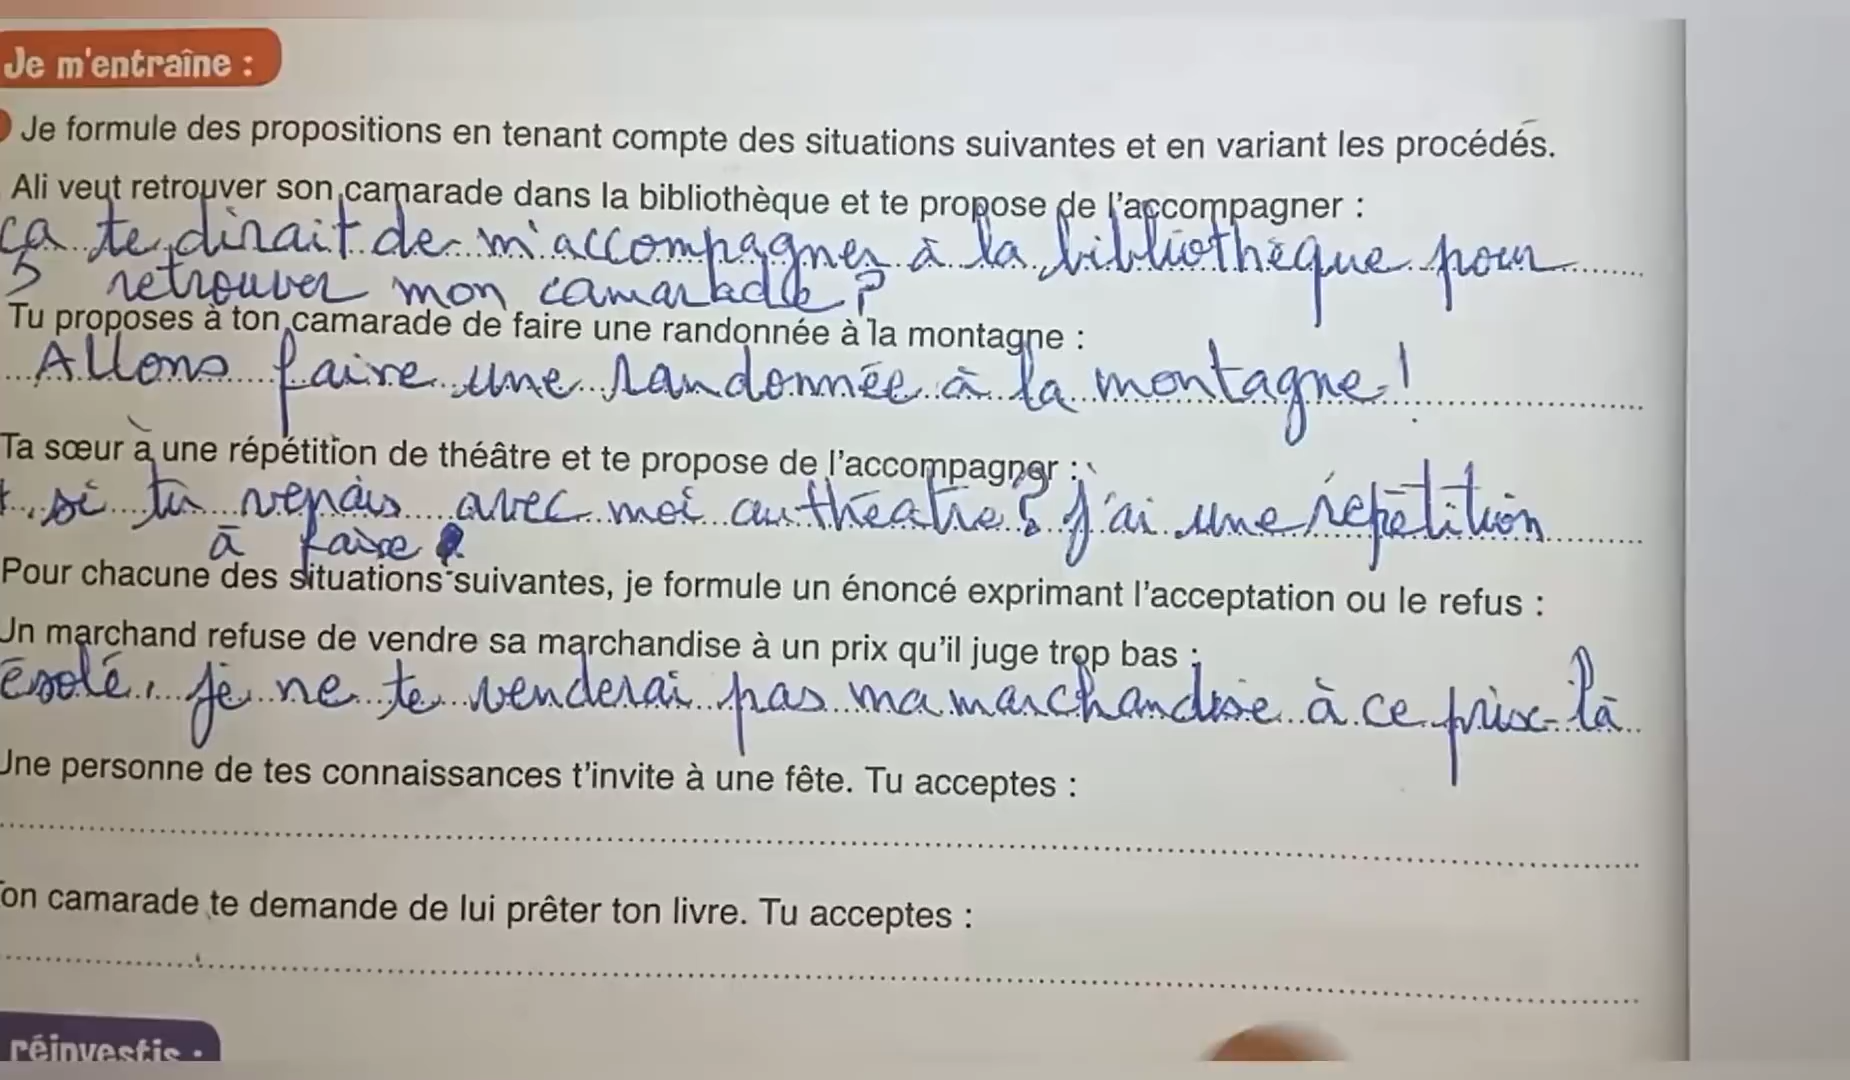 Je m'entraîne :
Je formule des propositions en tenant compte des situations suivantes et en variant les procédés.
Ali veut retrouver son camarade dans la bibliothèque et te propose de l'accompagner :
ça te dirait de m'accompagner à la bibliothèque pour
retrouver mon camarade ?
Tu proposes à ton camarade de faire une randonnée à la montagne :
Allons faire une randonnée à la montagne !
Ta sœur a une répétition de théâtre et te propose de l'accompagner :
si tu venais avec moi au théatre ? J'ai une répétition
à faire
Pour chacune des situations suivantes, je formule un énoncé exprimant l'acceptation ou le refus :
Un marchand refuse de vendre sa marchandise à un prix qu'il juge trop bas :
ésolé, je ne te venderai pas ma marchandise à ce prix-là
Une personne de tes connaissances t'invite à une fête. Tu acceptes :
on camarade te demande de lui prêter ton livre. Tu acceptes :
réinvestis :